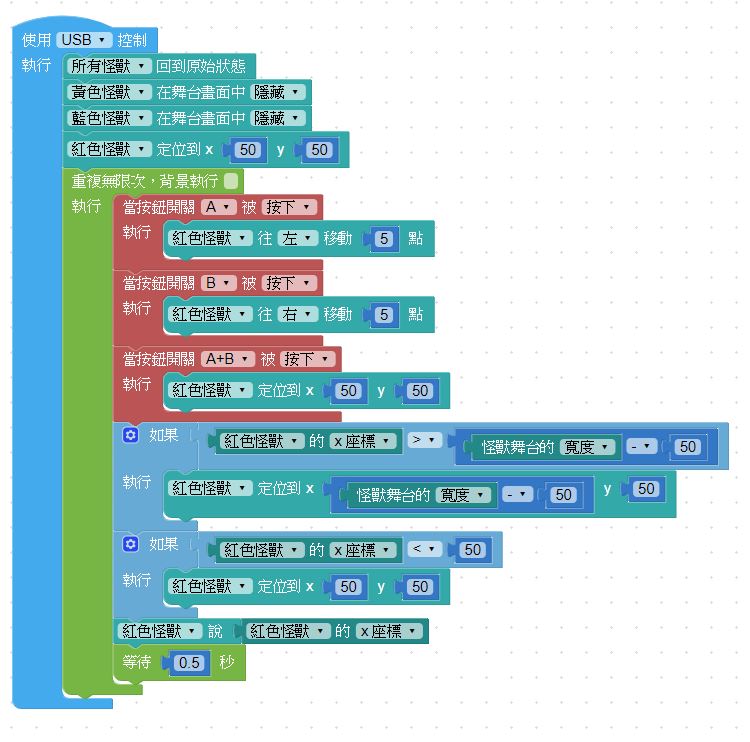 使用 USB 控制
執行 所有怪獸 回到原始狀態
黃色怪獸 在舞台畫面中 隱藏
藍色怪獸 在舞台畫面中 隱藏
紅色怪獸 定位到 x 50 y 50
重複無限次，背景執行
執行 當按鈕開關 A 被 按下
執行 紅色怪獸 往 左 移動 5 點
當按鈕開關 B 被 按下
執行 紅色怪獸 往 右 移動 5 點
當按鈕開關 A+B 被 按下
執行 紅色怪獸 定位到 x 50 y 50
如果 紅色怪獸 的 x 座標 > 怪獸舞台的 寬度 - 50
執行 紅色怪獸 定位到 x 怪獸舞台的 寬度 - 50 y 50
如果 紅色怪獸 的 x 座標 < 50
執行 紅色怪獸 定位到 x 50 y 50
紅色怪獸 說 紅色怪獸 的 x 座標
等待 0.5 秒